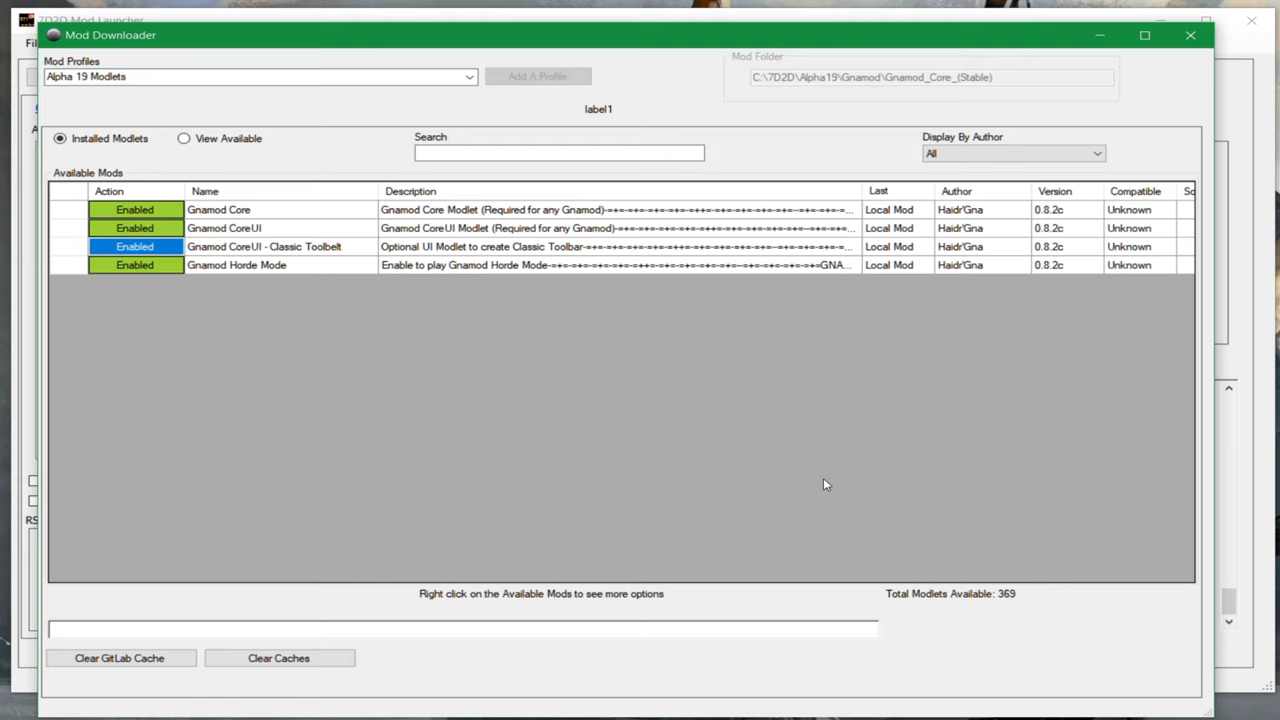 7D2D Mod Launcher
Mod Downloader
Fil
Mod Profiles
Alpha 19 Modlets
Add A Profile...
Mod Folder
C:\7D2D\Alpha19\Gnamod\Gnamod_Core_(Stable)
label1
Installed Modlets
View Available
Search
Display By Author
All
Available Mods
Action Name Description Last Author Version Compatible Sc
Enabled Gnamod Core Gnamod Core Modlet (Required for any Gnamod)-=+=-=+=-=+=-=+=-=+=-=+=-=+=--=+=-=+=-=+=-=... Local Mod Haidr'Gna 0.8.2c Unknown
Enabled Gnamod CoreUI Gnamod CoreUI Modlet (Required for any Gnamod)-=+=-=+=-=+=-=+=-=+=-=+=-=+=--=+=-=+=-=+=... Local Mod Haidr'Gna 0.8.2c Unknown
Enabled Gnamod CoreUI - Classic Toolbelt Optional UI Modlet to create Classic Toolbar-=+=-=+=-=+=-=+=-=+=-=+=-=+=--=+=-=+=-=+=-=... Local Mod Haidr'Gna 0.8.2c Unknown
Enabled Gnamod Horde Mode Enable to play Gnamod Horde Mode-=+=-=+=-=+=-=+=-=+=-=+=-=+=--=+=-=+=-=+=-=+=GNA... Local Mod Haidr'Gna 0.8.2c Unknown
RS
Right click on the Available Mods to see more options
Total Modlets Available: 369
Clear GitLab Cache
Clear Caches